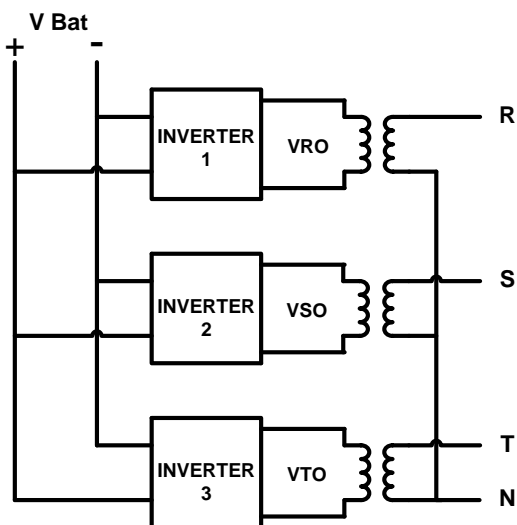 V Bat
+ -
INVERTER
1
VRO
R
INVERTER
2
VSO
S
INVERTER
3
VTO
T
N